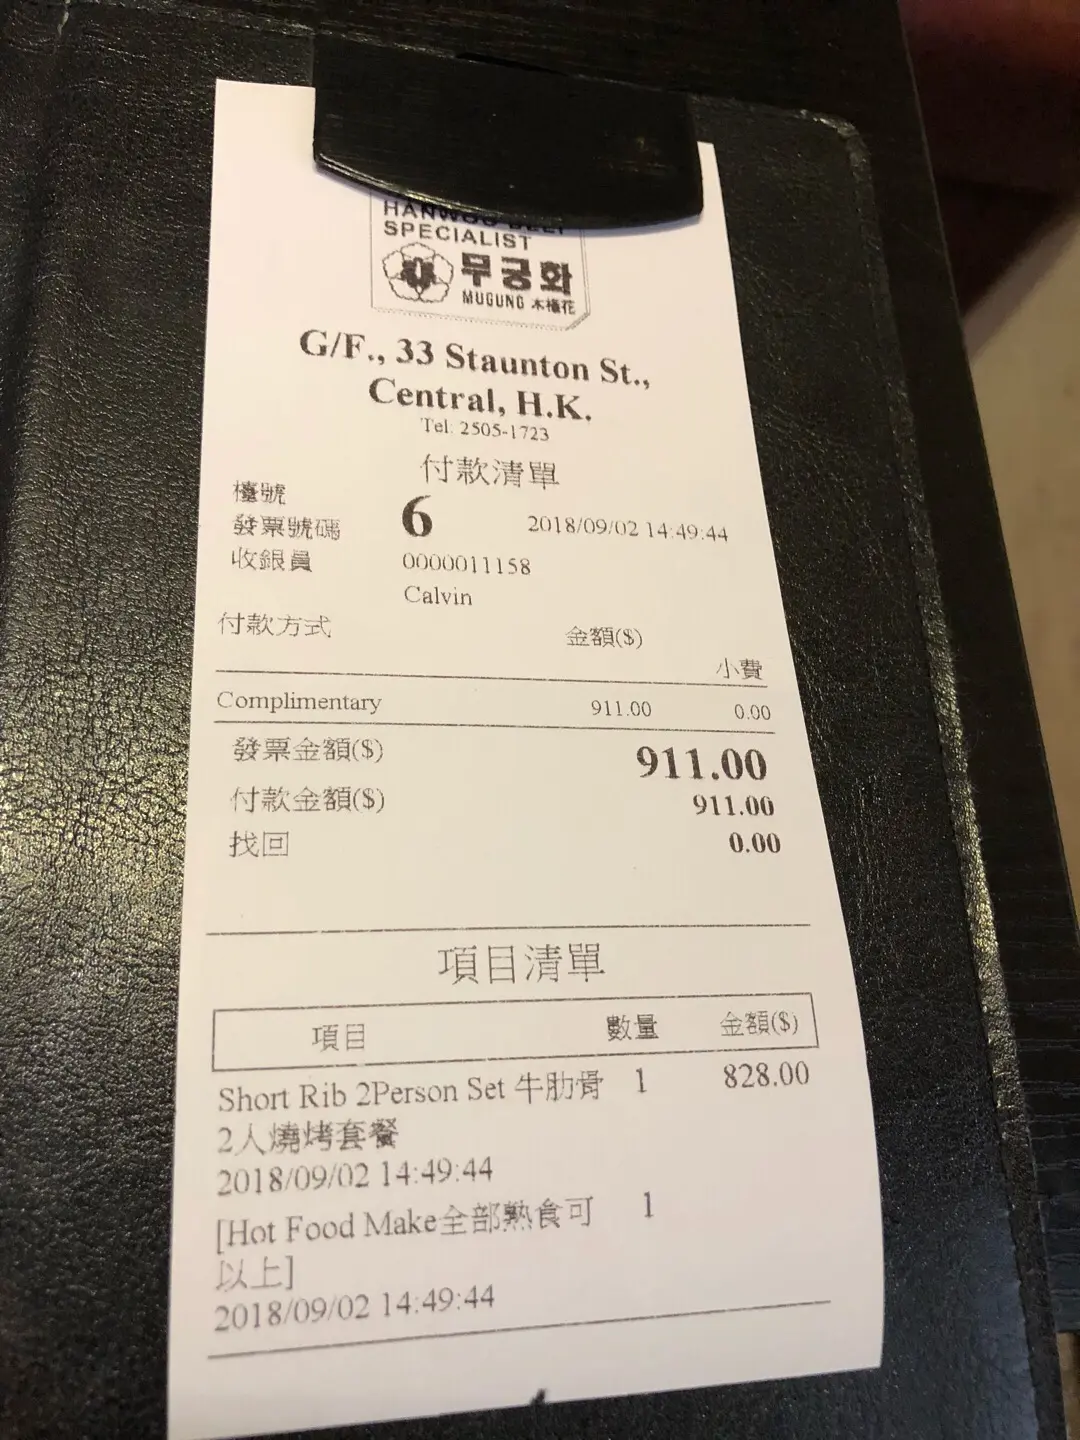 HANWOO BEEF
SPECIALIST
무궁화
MUGUNG 木槿花
G/F., 33 Staunton St.,
Central, H.K.
Tel: 2505-1723
付款清單
檯號 6 2018/09/02 14:49:44
發票號碼 0000011158
收銀員 Calvin
付款方式 金額($) 小費
Complimentary 911.00 0.00
發票金額($) 911.00
付款金額($) 911.00
找回 0.00
項目清單
項目 數量 金額($)
Short Rib 2Person Set 牛肋骨 1 828.00
2人燒烤套餐
2018/09/02 14:49:44
[Hot Food Make全部熟食可 1
以上]
2018/09/02 14:49:44